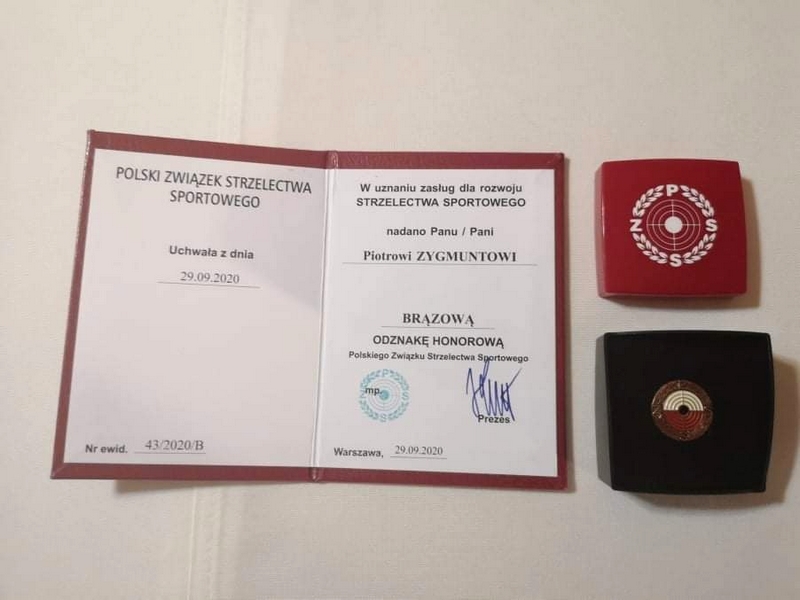 POLSKI ZWIĄZEK STRZELECTWA
SPORTOWEGO
Uchwała z dnia
29.09.2020
Nr ewid. 43/2020/B
W uznaniu zasług dla rozwoju
STRZELECTWA SPORTOWEGO
nadano Panu / Pani
Piotrowi ZYGMUNTOWI
BRĄZOWĄ
ODZNAKĘ HONOROWĄ
Polskiego Związku Strzelectwa Sportowego
mp.
P Z S S
Prezes
Warszawa, 29.09.2020
P Z S S